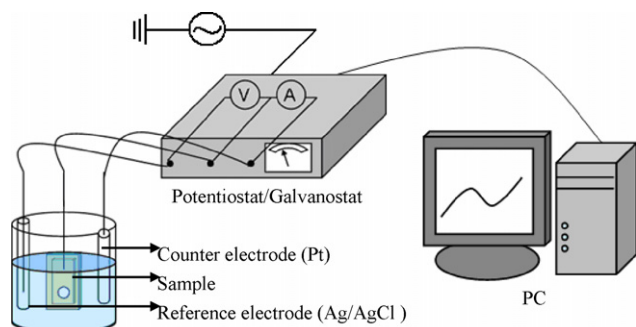 V A
Potentiostat/Galvanostat
Counter electrode (Pt)
Sample
Reference electrode (Ag/AgCl )
PC